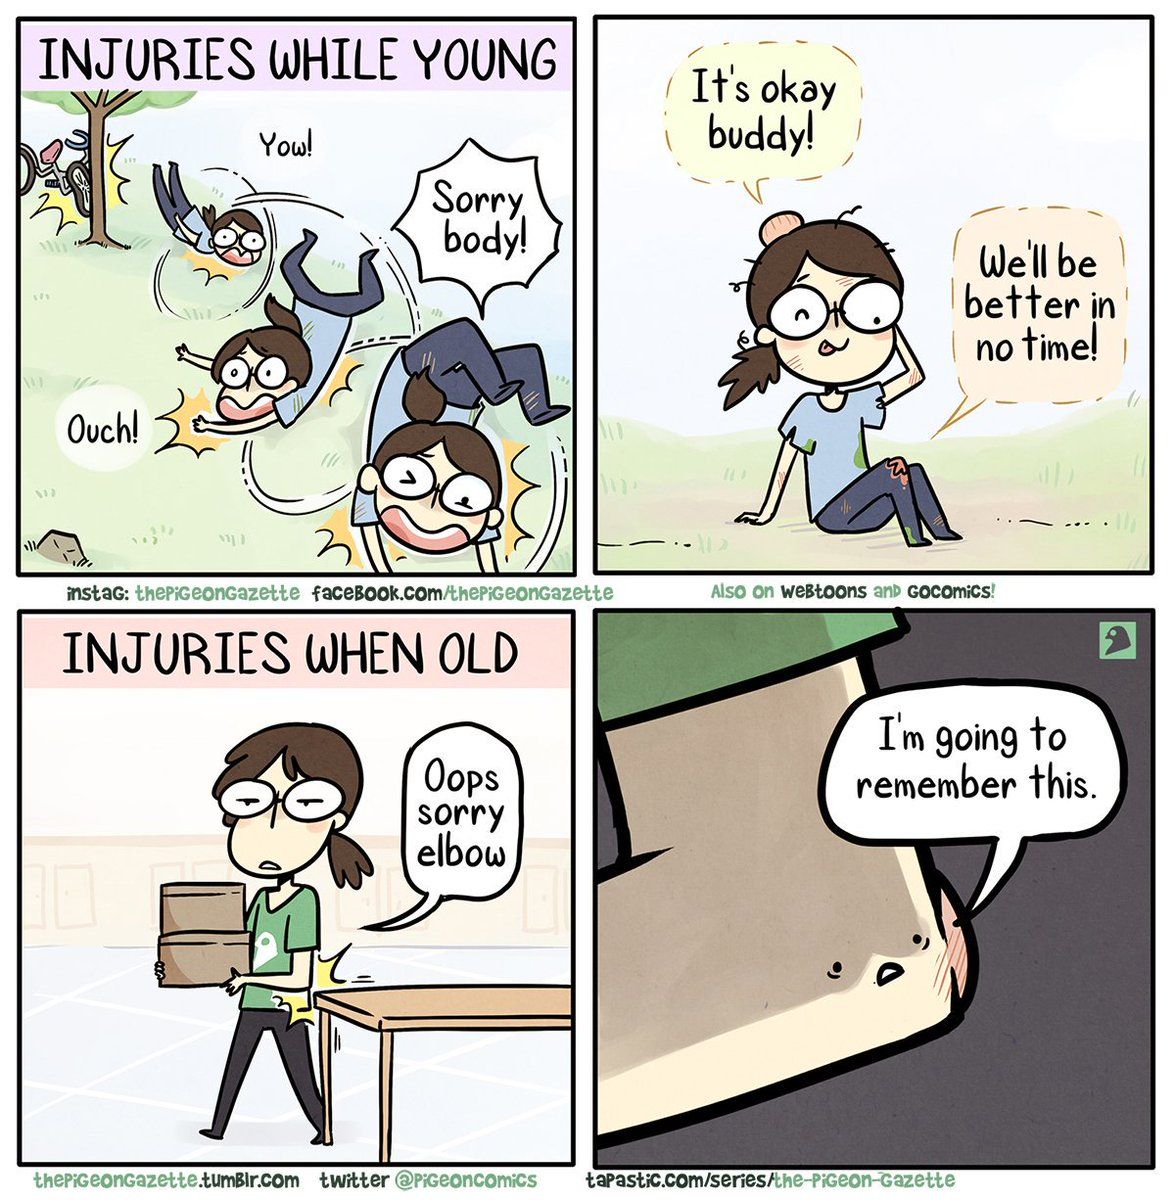 INJURIES WHILE YOUNG
Yow!
Sorry
body!
Ouch!
It's okay
buddy!
We'll be
better in
no time!
instaG: thePiGeonGazette faceBook.com/thePiGeonGazette
Also on weBtoons and GoComics!
INJURIES WHEN OLD
Oops
sorry
elbow
I'm going to
remember this.
thePiGeonGazette.tumBlr.com twitter @PiGeoncomics
taPastic.com/series/the-PiGeon-Gazette